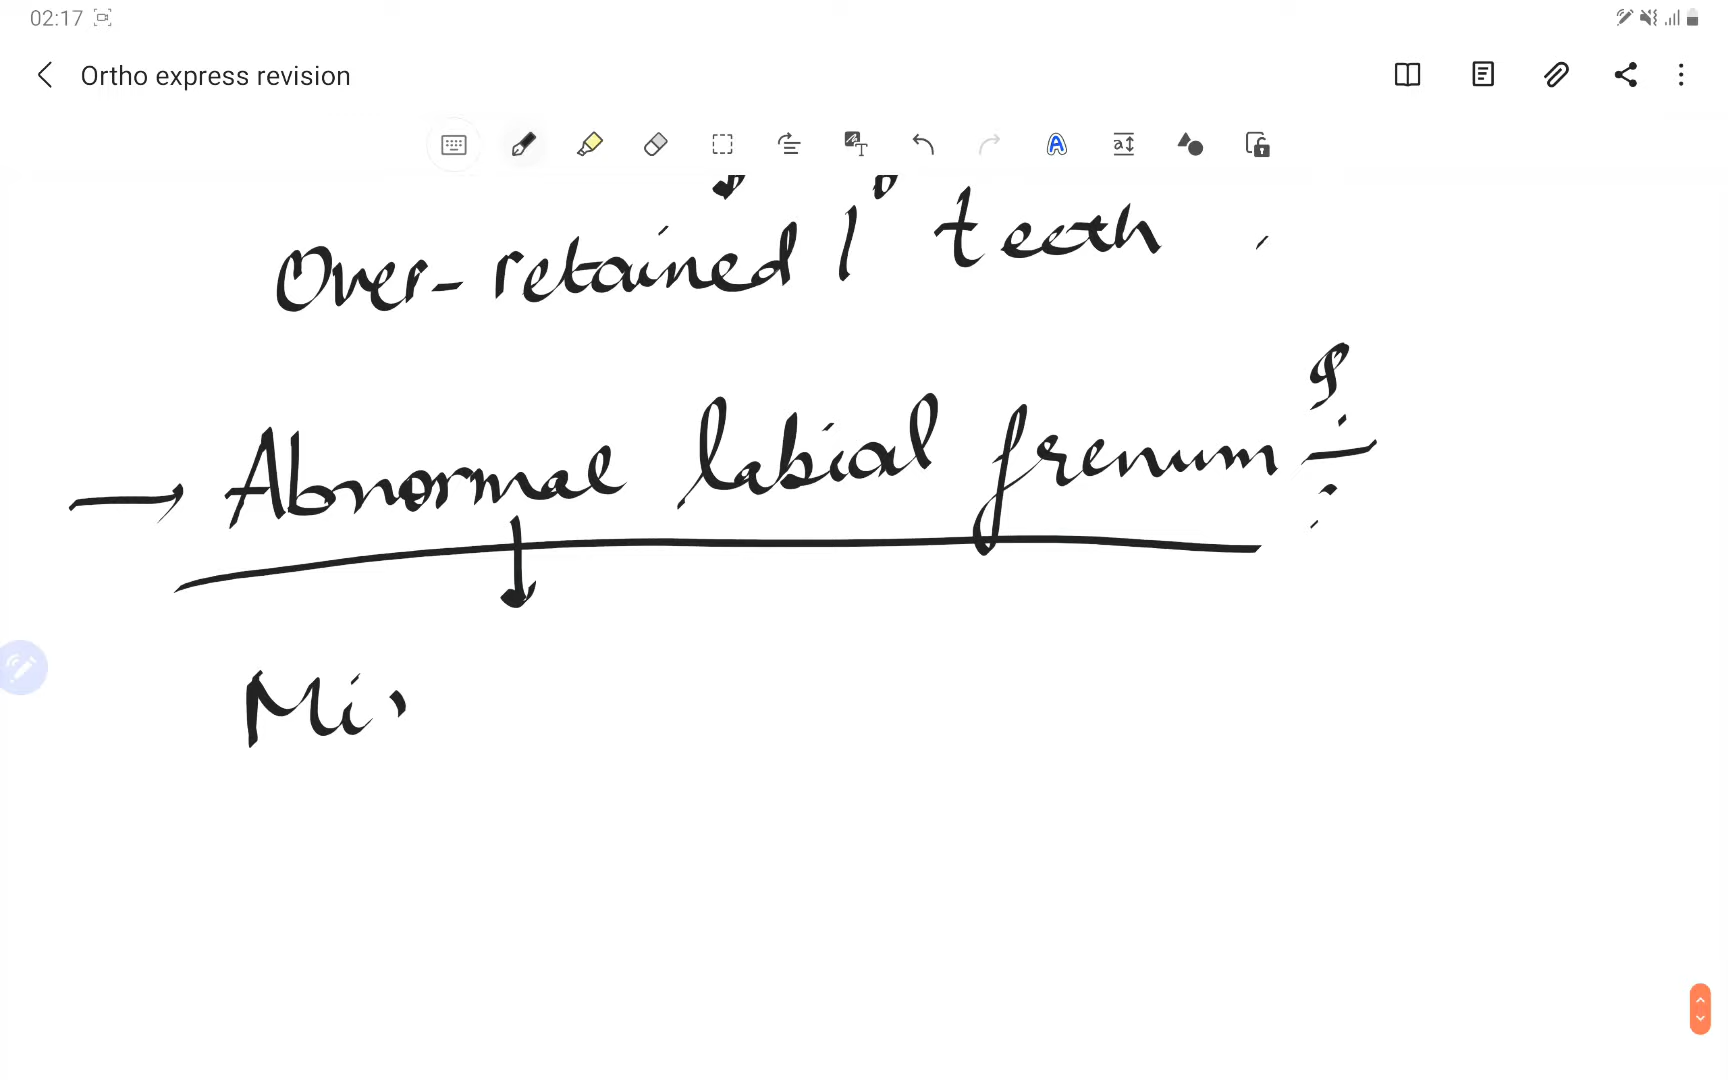 02:17
Ortho express revision
Over-retained 1° teeth
→ Abnormal labial frenum ÷
Mi